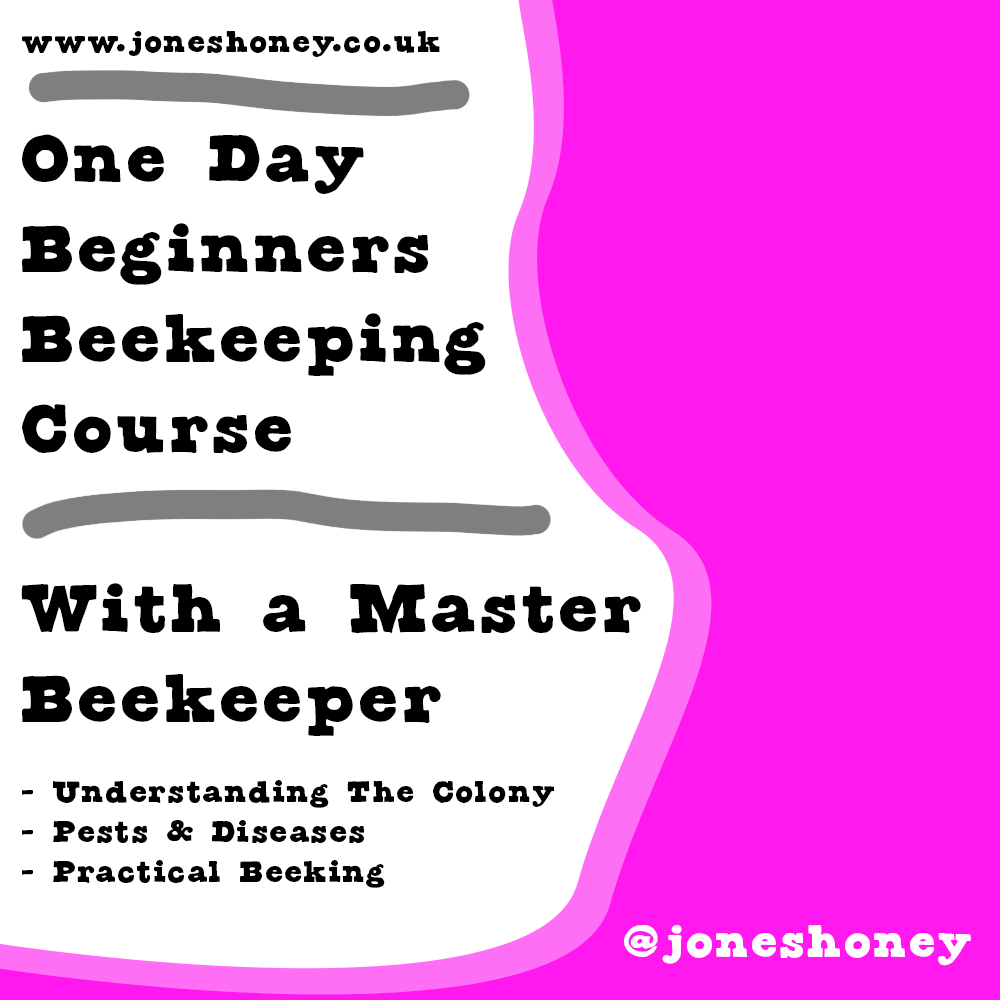 www.joneshoney.co.uk
One Day
Beginners
Beekeeping
Course
With a Master
Beekeeper
- Understanding The Colony
- Pests & Diseases
- Practical Beeking
@joneshoney